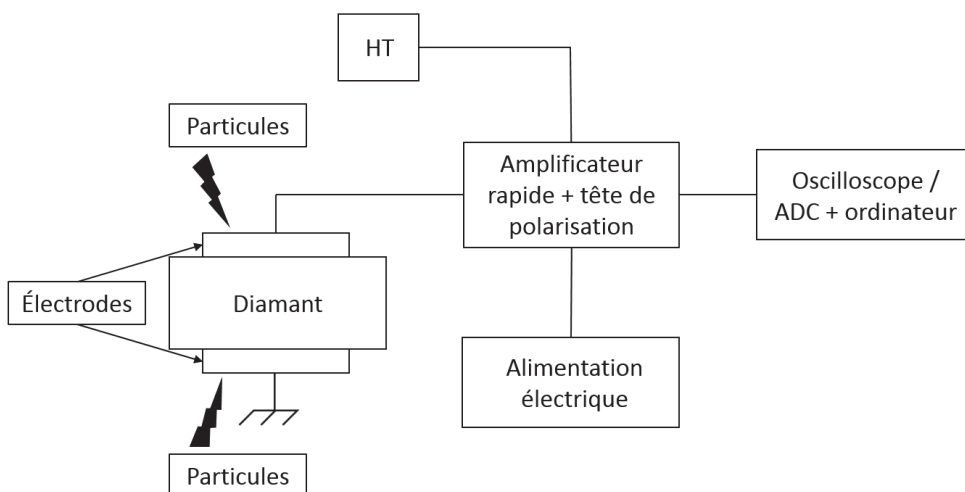 HT
Particules
Amplificateur
rapide + tête de
polarisation
Oscilloscope /
ADC + ordinateur
Électrodes
Diamant
Alimentation
électrique
Particules